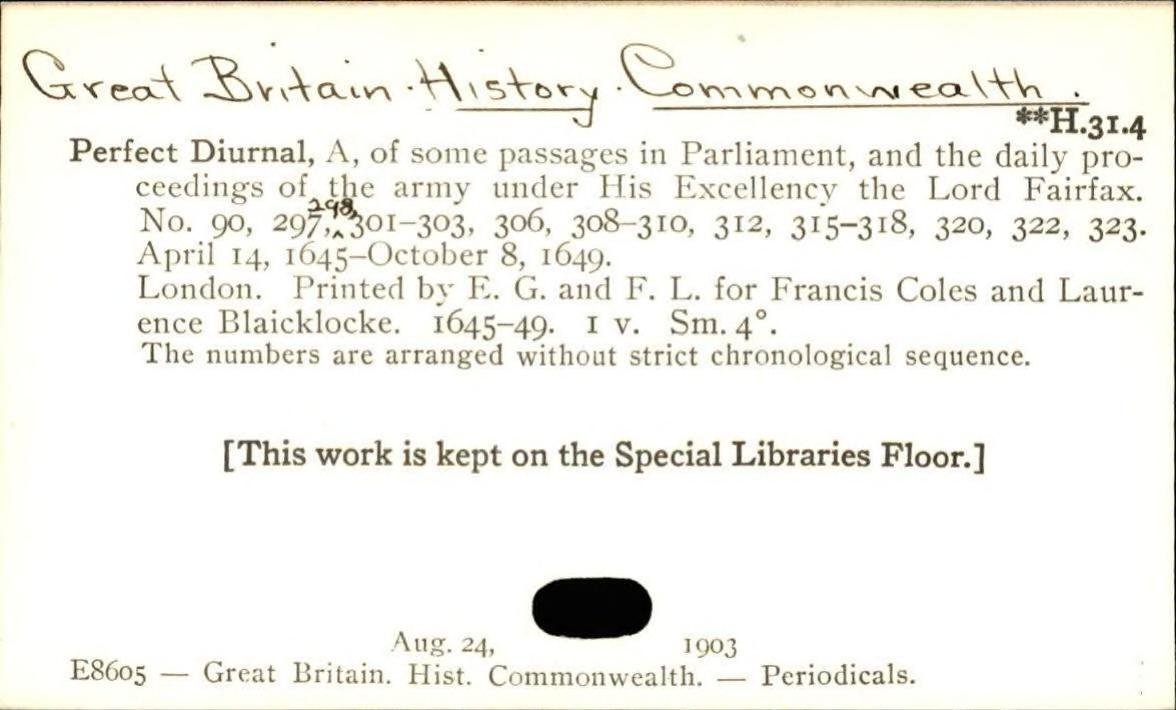 Great Britain. History. Commonwealth.
**H.31.4
Perfect Diurnal, A, of some passages in Parliament, and the daily pro-
ceedings of the army under His Excellency the Lord Fairfax.
No. 90, 297, 298, 301–303, 306, 308–310, 312, 315–318, 320, 322, 323.
April 14, 1645–October 8, 1649.
London. Printed by E. G. and F. L. for Francis Coles and Laur-
ence Blaicklocke. 1645–49. 1 v. Sm. 4°.
The numbers are arranged without strict chronological sequence.
[This work is kept on the Special Libraries Floor.]
Aug. 24, 1903
E8605 — Great Britain. Hist. Commonwealth. — Periodicals.